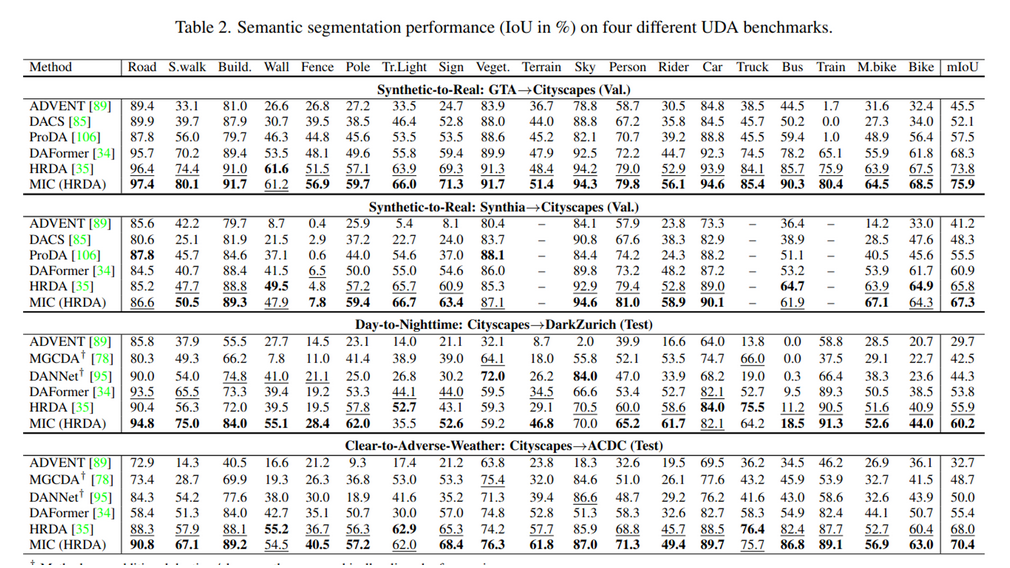 Table 2. Semantic segmentation performance (IoU in %) on four different UDA benchmarks.
Method Road S.walk Build. Wall Fence Pole Tr.Light Sign Veget. Terrain Sky Person Rider Car Truck Bus Train M.bike Bike mIoU
Synthetic-to-Real: GTA→Cityscapes (Val.)
ADVENT [89] 89.4 33.1 81.0 26.6 26.8 27.2 33.5 24.7 83.9 36.7 78.8 58.7 30.5 84.8 38.5 44.5 1.7 31.6 32.4 45.5
DACS [85] 89.9 39.7 87.9 30.7 39.5 38.5 46.4 52.8 88.0 44.0 88.8 67.2 35.8 84.5 45.7 50.2 0.0 27.3 34.0 52.1
ProDA [106] 87.8 56.0 79.7 46.3 44.8 45.6 53.5 53.5 88.6 45.2 82.1 70.7 39.2 88.8 45.5 59.4 1.0 48.9 56.4 57.5
DAFormer [34] 95.7 70.2 89.4 53.5 48.1 49.6 55.8 59.4 89.9 47.9 92.5 72.2 44.7 92.3 74.5 78.2 65.1 55.9 61.8 68.3
HRDA [35] 96.4 74.4 91.0 61.6 51.5 57.1 63.9 69.3 91.3 48.4 94.2 79.0 52.9 93.9 84.1 85.7 75.9 63.9 67.5 73.8
MIC (HRDA) 97.4 80.1 91.7 61.2 56.9 59.7 66.0 71.3 91.7 51.4 94.3 79.8 56.1 94.6 85.4 90.3 80.4 64.5 68.5 75.9
Synthetic-to-Real: Synthia→Cityscapes (Val.)
ADVENT [89] 85.6 42.2 79.7 8.7 0.4 25.9 5.4 8.1 80.4 – 84.1 57.9 23.8 73.3 – 36.4 – 14.2 33.0 41.2
DACS [85] 80.6 25.1 81.9 21.5 2.9 37.2 22.7 24.0 83.7 – 90.8 67.6 38.3 82.9 – 38.9 – 28.5 47.6 48.3
ProDA [106] 87.8 45.7 84.6 37.1 0.6 44.0 54.6 37.0 88.1 – 84.4 74.2 24.3 88.2 – 51.1 – 40.5 45.6 55.5
DAFormer [34] 84.5 40.7 88.4 41.5 6.5 50.0 55.0 54.6 86.0 – 89.8 73.2 48.2 87.2 – 53.2 – 53.9 61.7 60.9
HRDA [35] 85.2 47.7 88.8 49.5 4.8 57.2 65.7 60.9 85.3 – 92.9 79.4 52.8 89.0 – 64.7 – 63.9 64.9 65.8
MIC (HRDA) 86.6 50.5 89.3 47.9 7.8 59.4 66.7 63.4 87.1 – 94.6 81.0 58.9 90.1 – 61.9 – 67.1 64.3 67.3
Day-to-Nighttime: Cityscapes→DarkZurich (Test)
ADVENT [89] 85.8 37.9 55.5 27.7 14.5 23.1 14.0 21.1 32.1 8.7 2.0 39.9 16.6 64.0 13.8 0.0 58.8 28.5 20.7 29.7
MGCDA† [78] 80.3 49.3 66.2 7.8 11.0 41.4 38.9 39.0 64.1 18.0 55.8 52.1 53.5 74.7 66.0 0.0 37.5 29.1 22.7 42.5
DANNet† [95] 90.0 54.0 74.8 41.0 21.1 25.0 26.8 30.2 72.0 26.2 84.0 47.0 33.9 68.2 19.0 0.3 66.4 38.3 23.6 44.3
DAFormer [34] 93.5 65.5 73.3 39.4 19.2 53.3 44.1 44.0 59.5 34.5 66.6 53.4 52.7 82.1 52.7 9.5 89.3 50.5 38.5 53.8
HRDA [35] 90.4 56.3 72.0 39.5 19.5 57.8 52.7 43.1 59.3 29.1 70.5 60.0 58.6 84.0 75.5 11.2 90.5 51.6 40.9 55.9
MIC (HRDA) 94.8 75.0 84.0 55.1 28.4 62.0 35.5 52.6 59.2 46.8 70.0 65.2 61.7 82.1 64.2 18.5 91.3 52.6 44.0 60.2
Clear-to-Adverse-Weather: Cityscapes→ACDC (Test)
ADVENT [89] 72.9 14.3 40.5 16.6 21.2 9.3 17.4 21.2 63.8 23.8 18.3 32.6 19.5 69.5 36.2 34.5 46.2 26.9 36.1 32.7
MGCDA† [78] 73.4 28.7 69.9 19.3 26.3 36.8 53.0 53.3 75.4 32.0 84.6 51.0 26.1 77.6 43.2 45.9 53.9 32.7 41.5 48.7
DANNet† [95] 84.3 54.2 77.6 38.0 30.0 18.9 41.6 35.2 71.3 39.4 86.6 48.7 29.2 76.2 41.6 43.0 58.6 32.6 43.9 50.0
DAFormer [34] 58.4 51.3 84.0 42.7 35.1 50.7 30.0 57.0 74.8 52.8 51.3 58.3 32.6 82.7 58.3 54.9 82.4 44.1 50.7 55.4
HRDA [35] 88.3 57.9 88.1 55.2 36.7 56.3 62.9 65.3 74.2 57.7 85.9 68.8 45.7 88.5 76.4 82.4 87.7 52.7 60.4 68.0
MIC (HRDA) 90.8 67.1 89.2 54.5 40.5 57.2 62.0 68.4 76.3 61.8 87.0 71.3 49.4 89.7 75.7 86.8 89.1 56.9 63.0 70.4